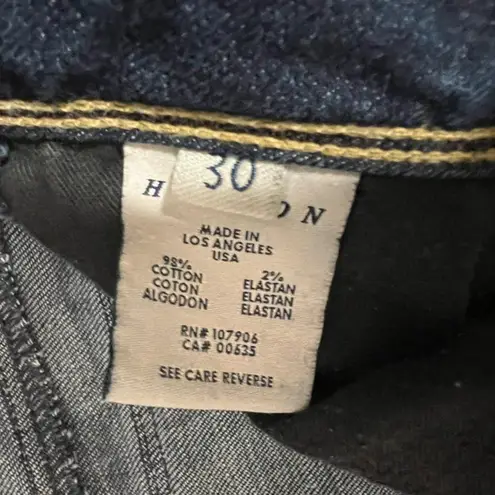 30
H ON
MADE IN
LOS ANGELES
USA
98% 2%
COTTON ELASTAN
COTON ELASTAN
ALGODON ELASTAN
RN# 107906
CA# 00635
SEE CARE REVERSE